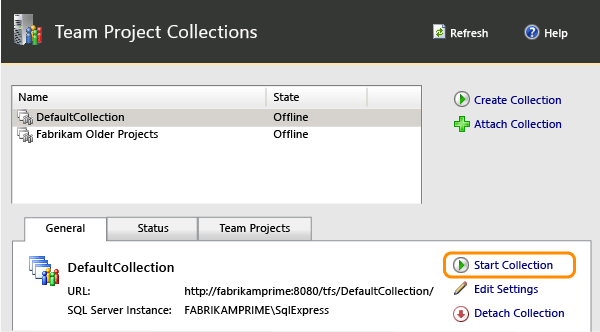 Team Project Collections
Refresh
Help
Name State
DefaultCollection Offline
Fabrikam Older Projects Offline
Create Collection
Attach Collection
General Status Team Projects
DefaultCollection
URL: http://fabrikamprime:8080/tfs/DefaultCollection/
SQL Server Instance: FABRIKAMPRIME\SqlExpress
Start Collection
Edit Settings
Detach Collection